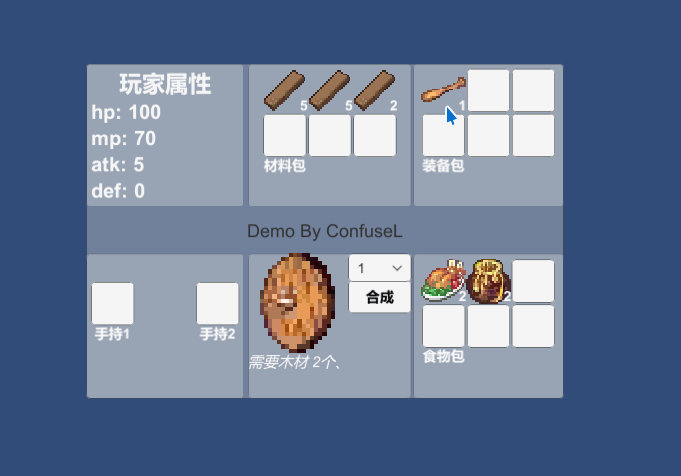 玩家属性
hp: 100
mp: 70
atk: 5
def: 0
5
5
2
材料包
1
装备包
Demo By ConfuseL
手持1
手持2
1
合成
需要木材 2个、
2
2
食物包